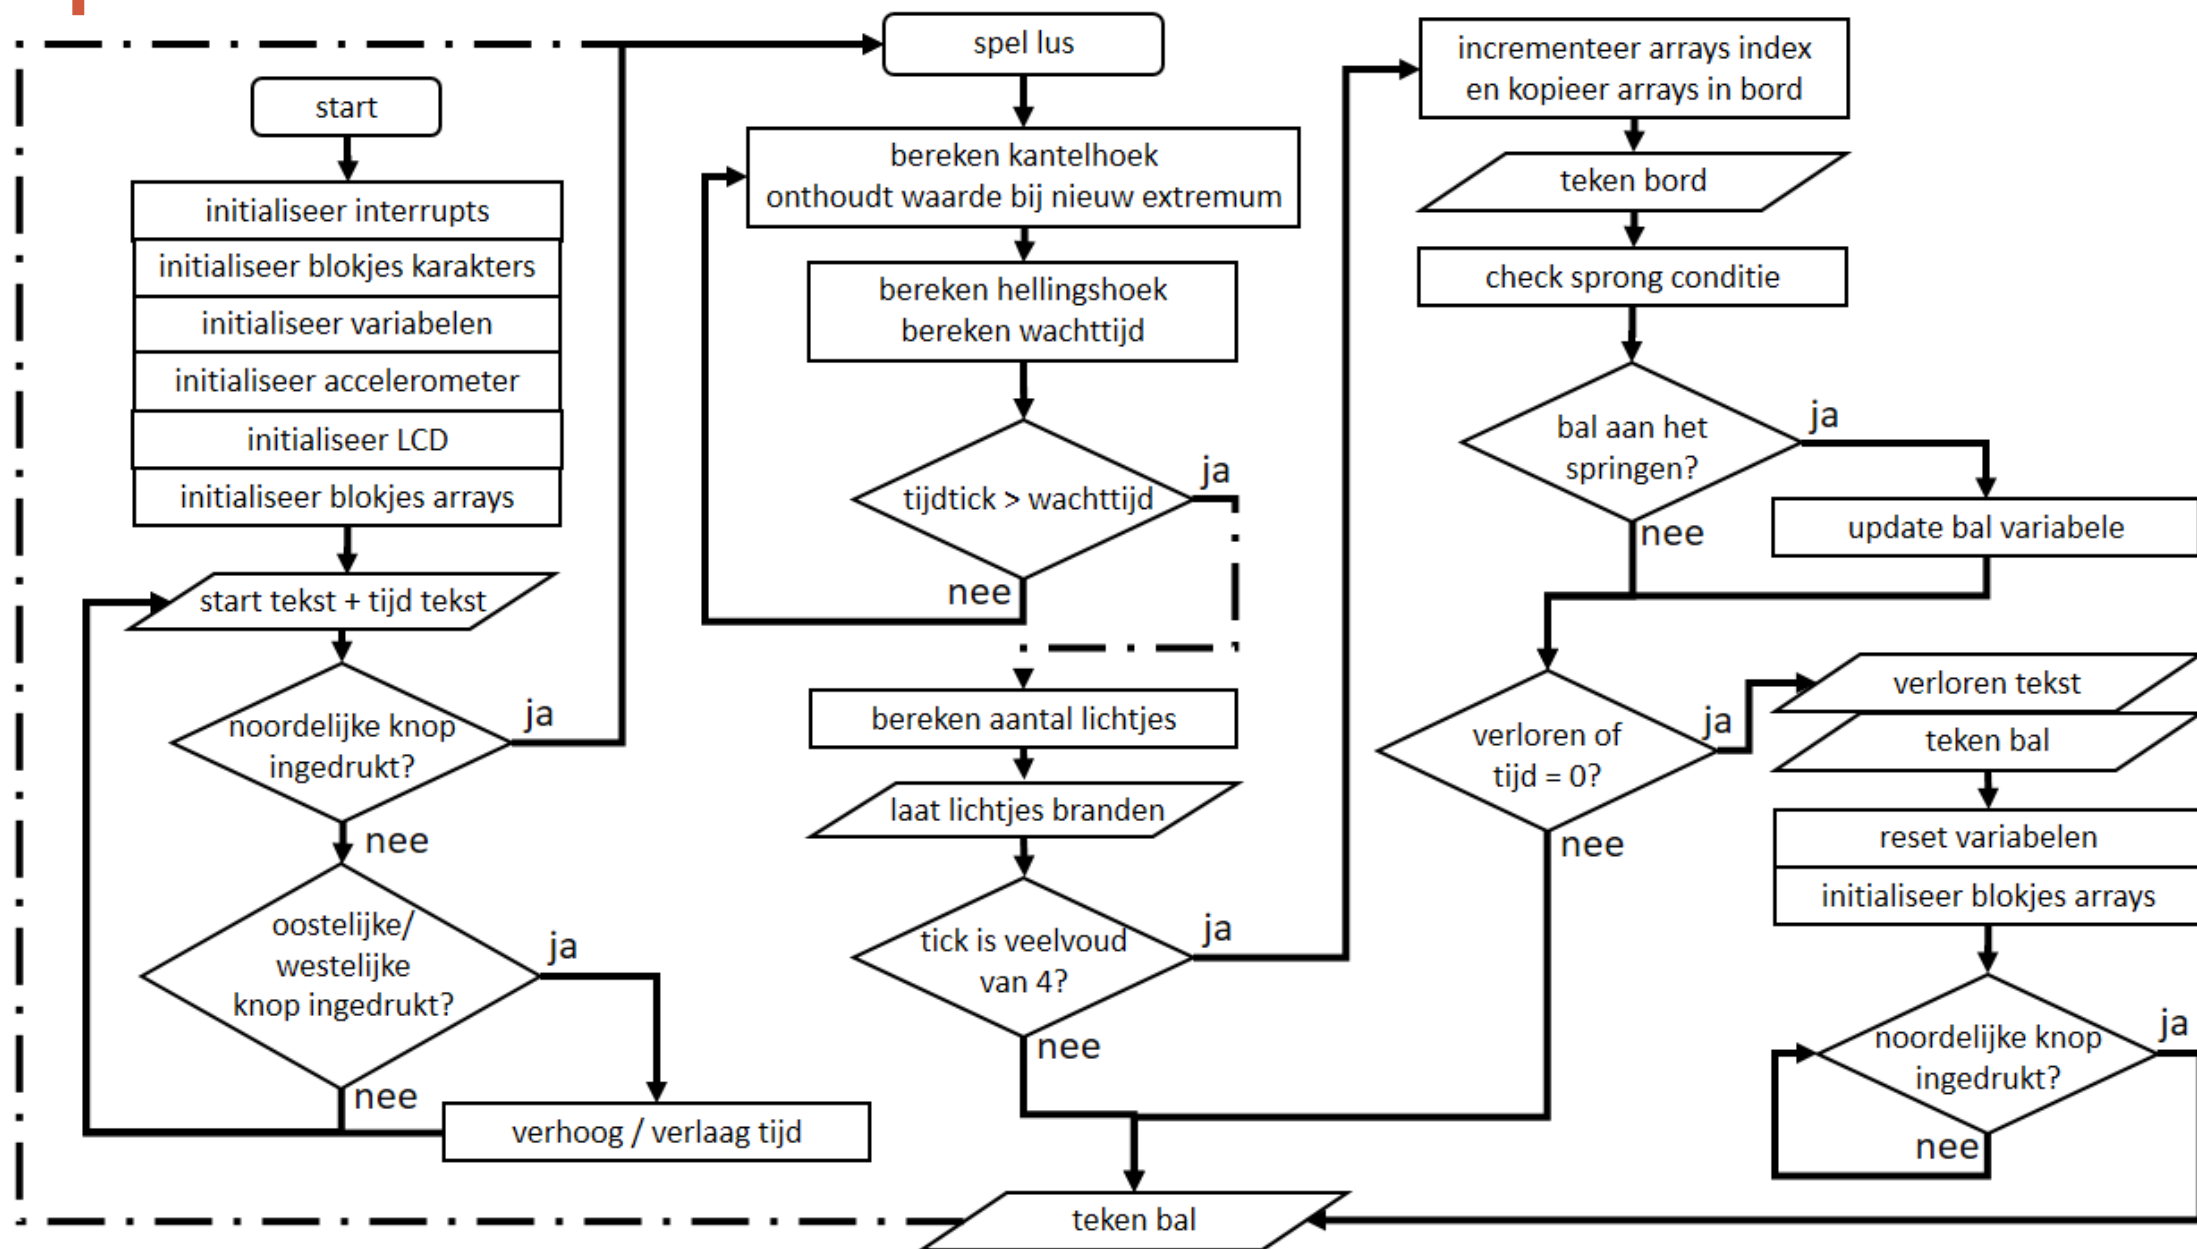 start
initialiseer interrupts
initialiseer blokjes karakters
initialiseer variabelen
initialiseer accelerometer
initialiseer LCD
initialiseer blokjes arrays
start tekst + tijd tekst
noordelijke knop
ingedrukt?
ja
nee
oostelijke/
westelijke
knop ingedrukt?
ja
nee
verhoog / verlaag tijd
spel lus
bereken kantelhoek
onthoudt waarde bij nieuw extremum
bereken hellingshoek
bereken wachttijd
tijdtick > wachttijd
ja
nee
bereken aantal lichtjes
laat lichtjes branden
tick is veelvoud
van 4?
ja
nee
teken bal
incrementeer arrays index
en kopieer arrays in bord
teken bord
check sprong conditie
bal aan het
springen?
ja
nee
update bal variabele
verloren of
tijd = 0?
ja
nee
verloren tekst
teken bal
reset variabelen
initialiseer blokjes arrays
noordelijke knop
ingedrukt?
ja
nee